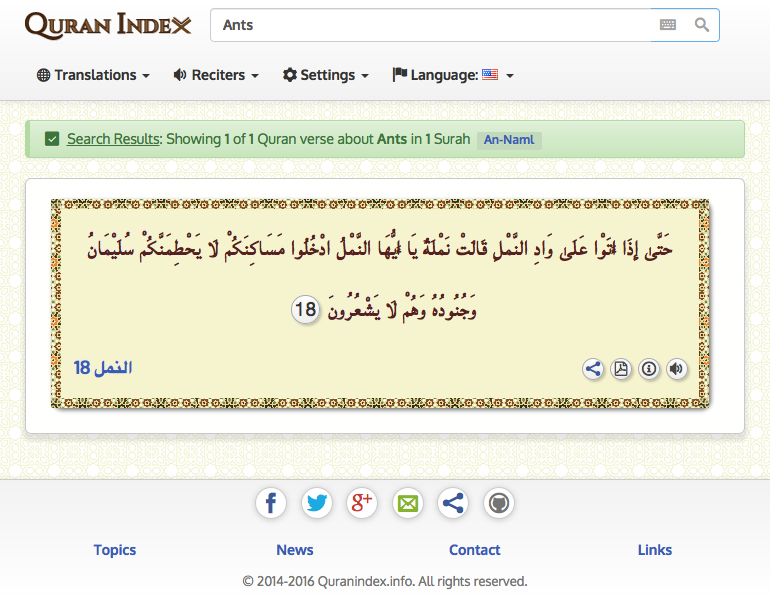 QURAN INDEX
Ants
Translations
Reciters
Settings
Language:
Search Results: Showing 1 of 1 Quran verse about Ants in 1 Surah An-Naml
حَتَّىٰ إِذَا أَتَوْا عَلَىٰ وَادِ النَّمْلِ قَالَتْ نَمْلَةٌ يَا أَيُّهَا النَّمْلُ ادْخُلُوا مَسَاكِنَكُمْ لَا يَحْطِمَنَّكُمْ سُلَيْمَانُ
وَجُنُودُهُ وَهُمْ لَا يَشْعُرُونَ 18
النمل 18
Topics
News
Contact
Links
© 2014-2016 Quranindex.info. All rights reserved.